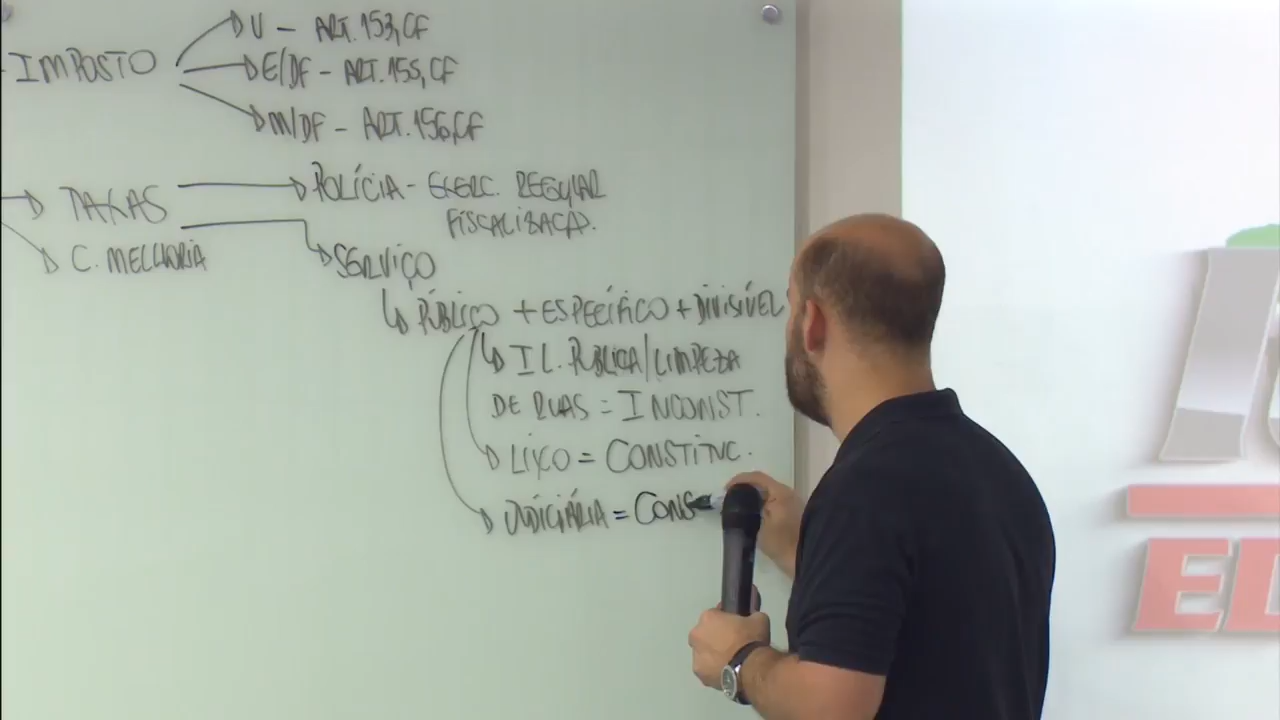 U – ART. 153, CF
IMPOSTO
E/DF – ART. 155, CF
M/DF – ART. 156, CF
TAXAS
POLÍCIA – EXERC. REGULAR
FISCALIZAÇÃO.
C. MELHORIA
SERVIÇO
PÚBLICO + ESPECÍFICO + DIVISÍVEL
IL. PÚBLICA/LIMPEZA
DE RUAS = INCONST.
LIXO = CONSTITUC.
JUDICIÁRIA = CONS